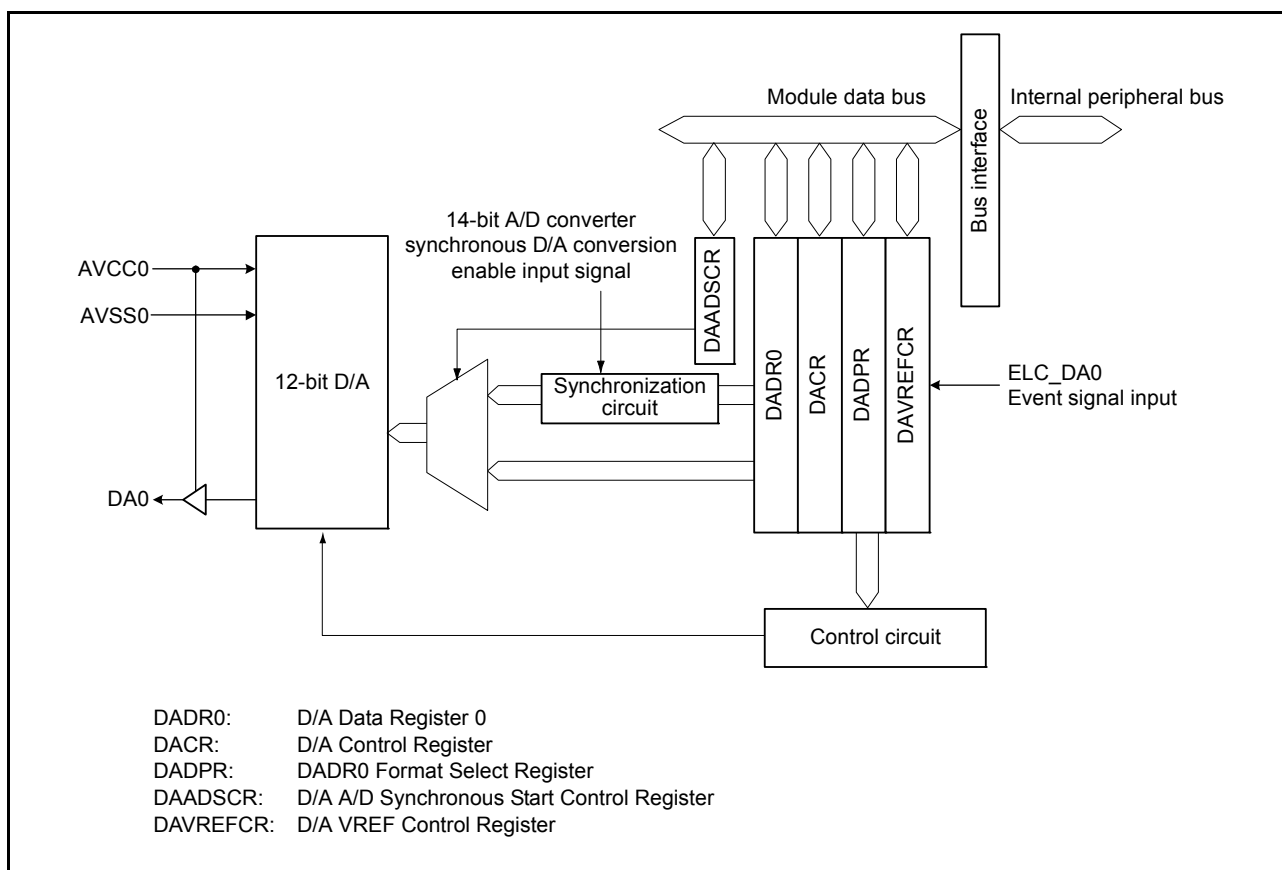 Module data bus
Internal peripheral bus
Bus interface
14-bit A/D converter
synchronous D/A conversion
enable input signal
AVCC0
AVSS0
12-bit D/A
DA0
DAADSCR
Synchronization
circuit
DADR0
DACR
DADPR
DAVREFCR
ELC_DA0
Event signal input
Control circuit
DADR0: D/A Data Register 0
DACR: D/A Control Register
DADPR: DADR0 Format Select Register
DAADSCR: D/A A/D Synchronous Start Control Register
DAVREFCR: D/A VREF Control Register